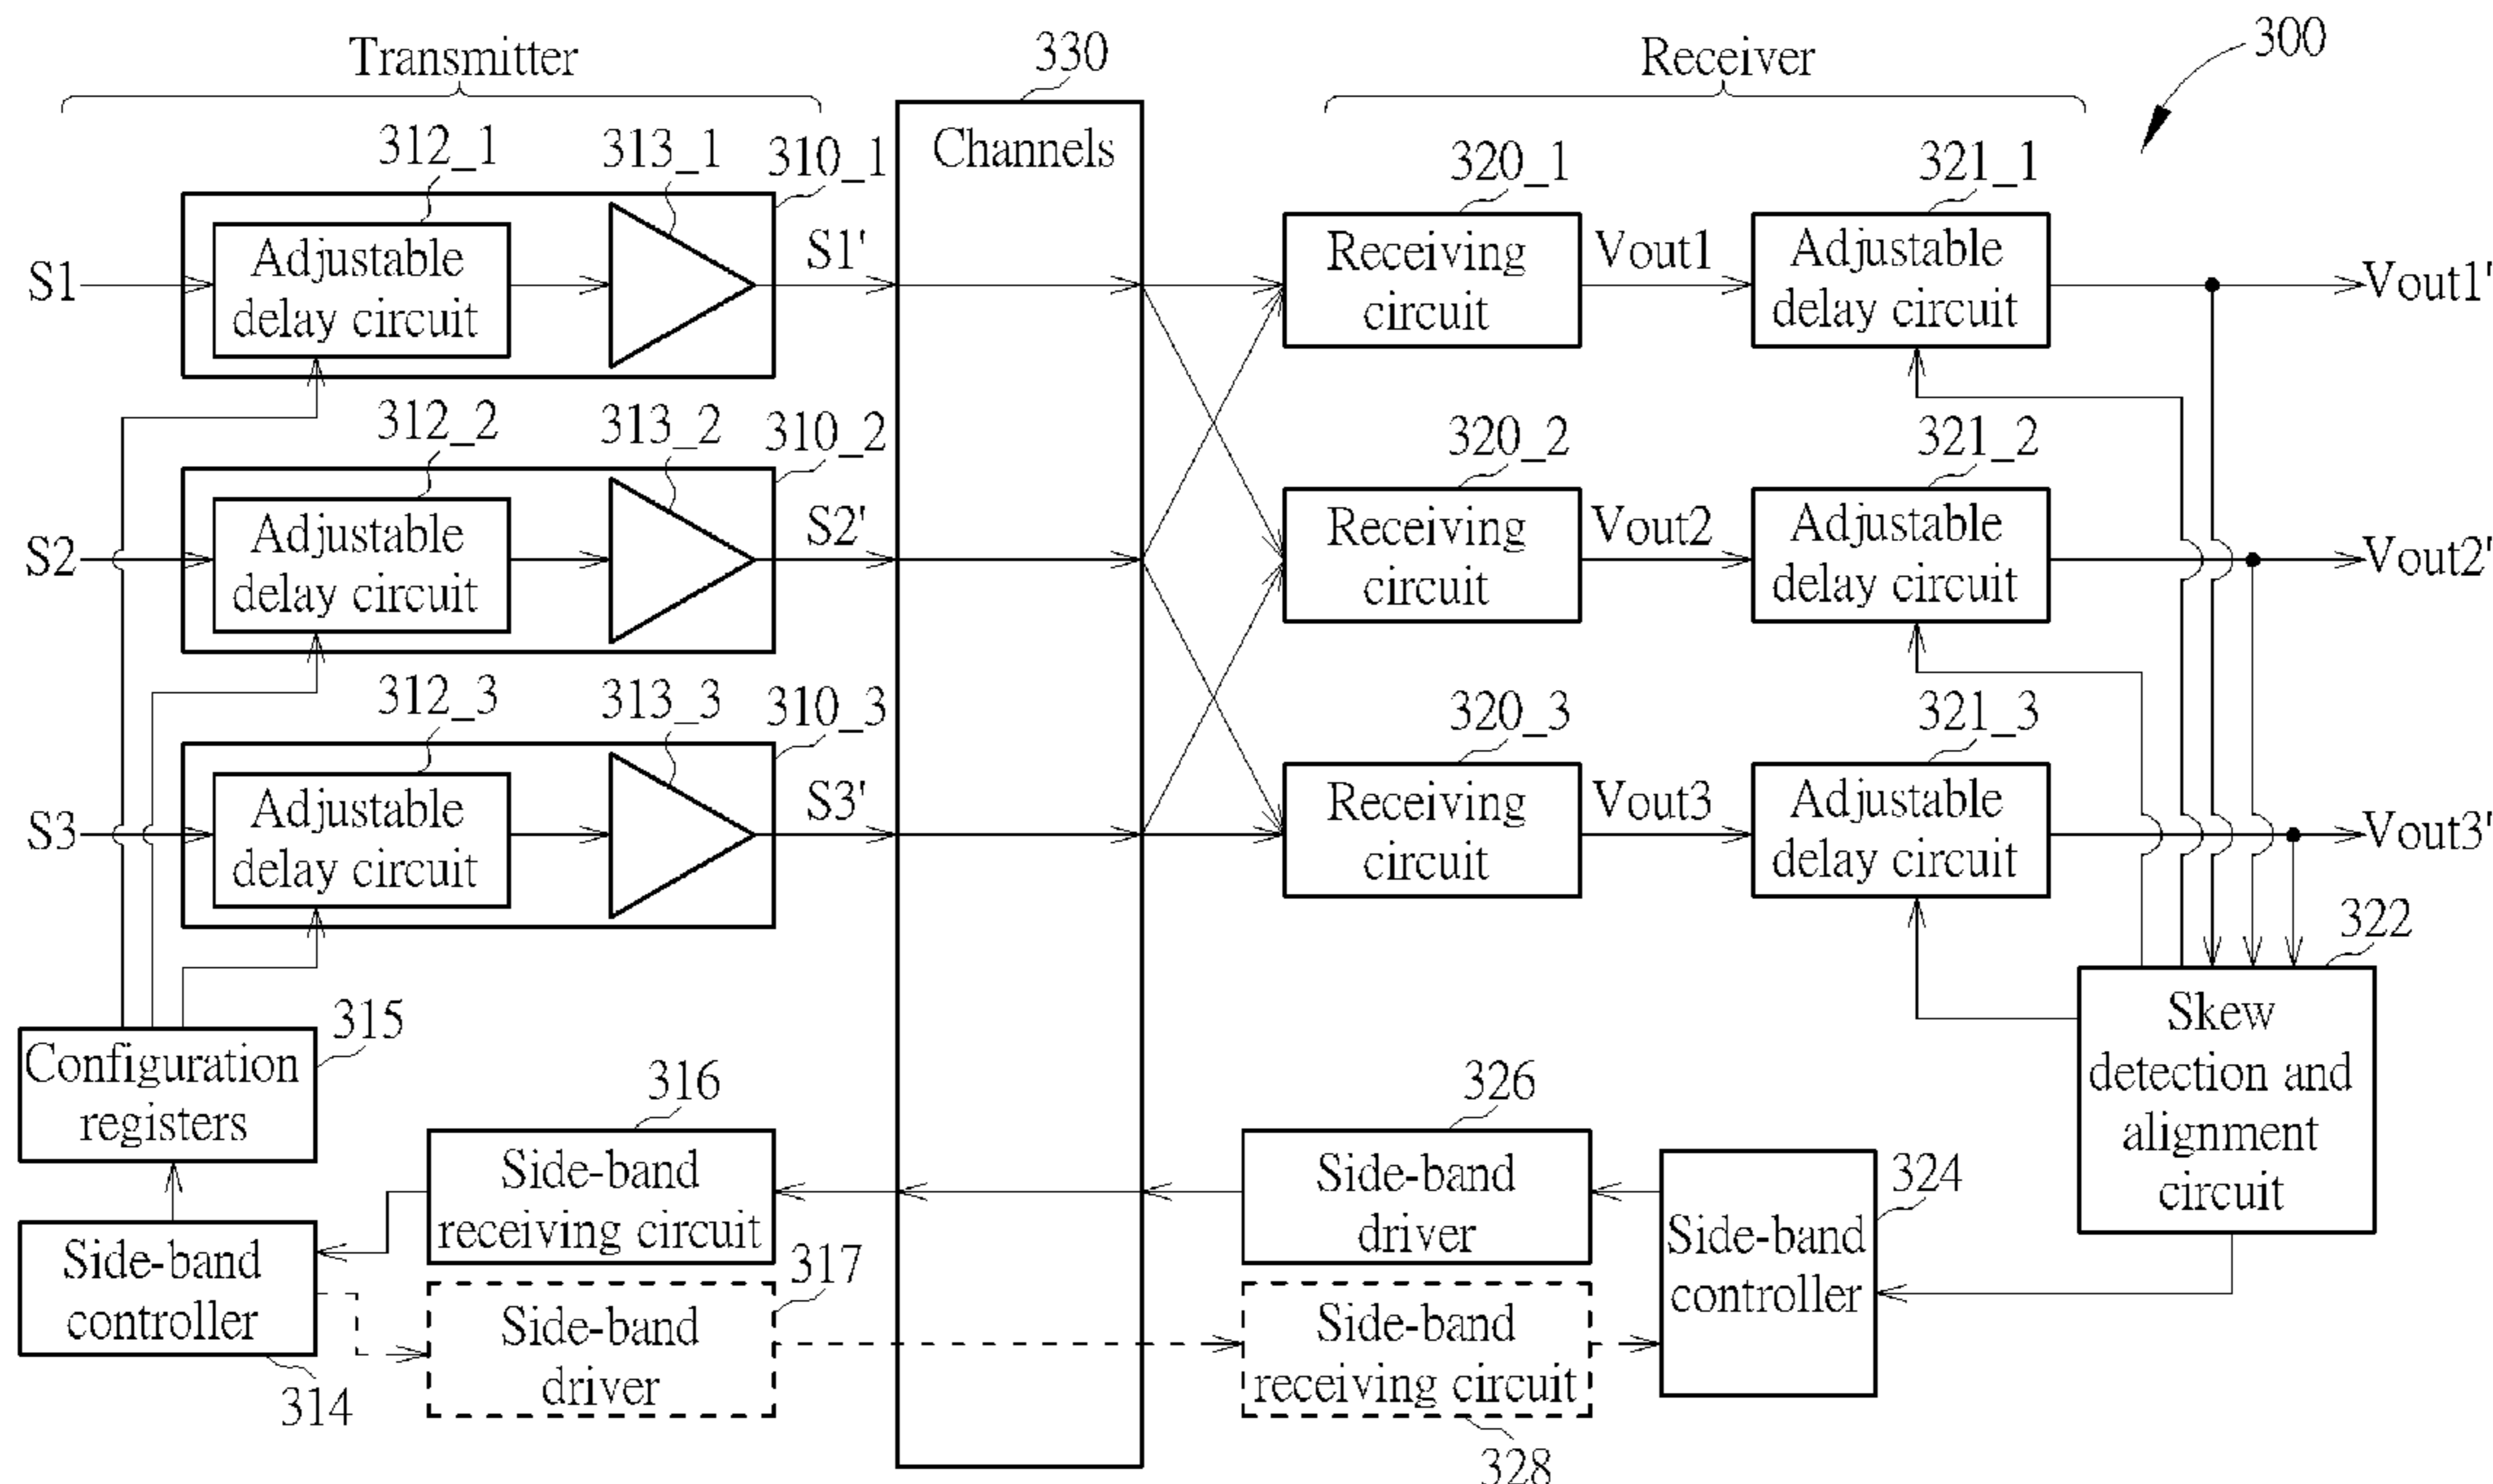 Transmitter
330
Receiver
300
312_1
313_1
310_1
Channels
320_1
321_1
S1
Adjustable
delay circuit
S1'
Receiving
circuit
Vout1
Adjustable
delay circuit
Vout1'
312_2
313_2
310_2
320_2
321_2
S2
Adjustable
delay circuit
S2'
Receiving
circuit
Vout2
Adjustable
delay circuit
Vout2'
312_3
313_3
310_3
320_3
321_3
S3
Adjustable
delay circuit
S3'
Receiving
circuit
Vout3
Adjustable
delay circuit
Vout3'
322
315
Configuration
registers
Skew
detection and
alignment
circuit
316
326
Side-band
receiving circuit
Side-band
driver
324
Side-band
controller
Side-band
controller
314
317
Side-band
driver
Side-band
receiving circuit
328